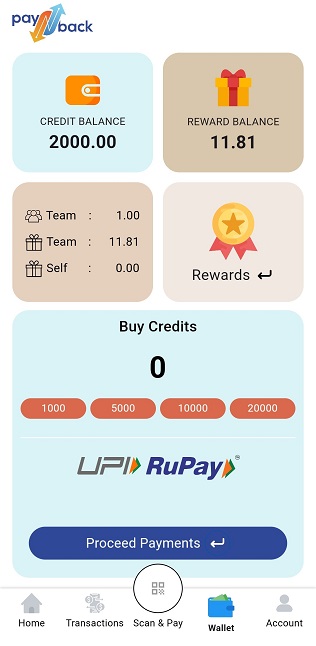 pay back
CREDIT BALANCE
2000.00
REWARD BALANCE
11.81
Team : 1.00
Team : 11.81
Self : 0.00
Rewards
Buy Credits
0
1000 5000 10000 20000
UPI RuPay
Proceed Payments
Home Transactions Scan & Pay Wallet Account